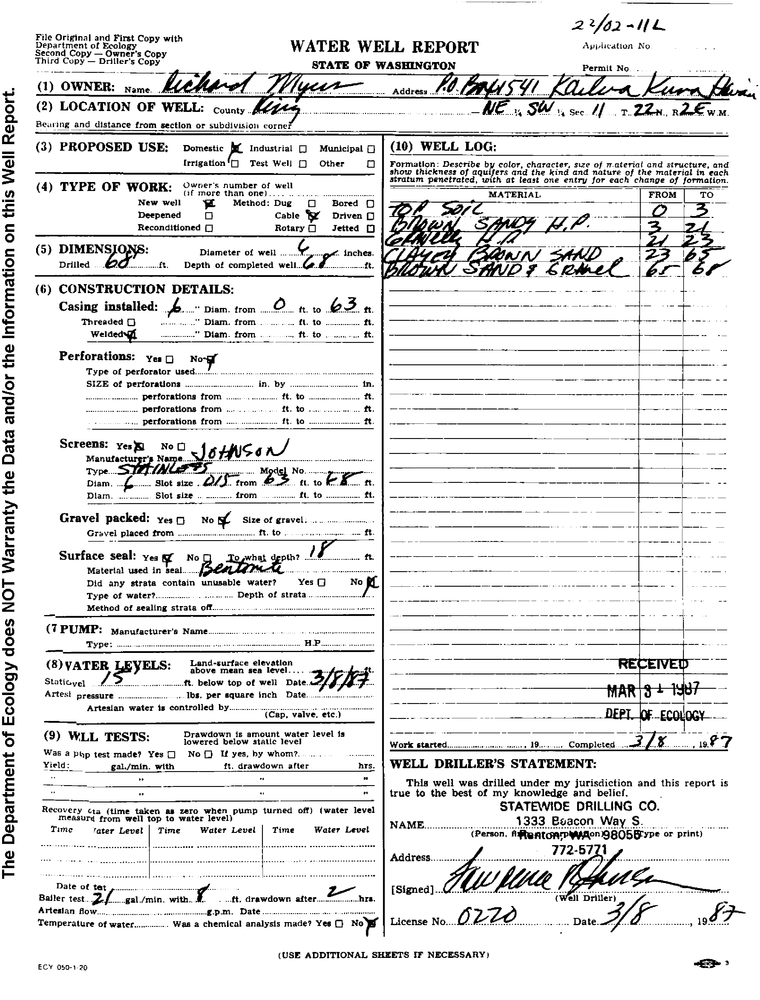 22/02-11L
File Original and First Copy with
Department of Ecology
Second Copy — Owner's Copy
Third Copy — Driller's Copy
WATER WELL REPORT
STATE OF WASHINGTON
Application No.
Permit No.
(1) OWNER: Name Richard Myers Address P.O. Box 1541 Kailua Kuna Hawaii
(2) LOCATION OF WELL: County King — NE ¼ SW ¼ Sec 11 T. 22 N., R 2E W.M.
Bearing and distance from section or subdivision corner
(3) PROPOSED USE: Domestic Industrial Municipal
Irrigation Test Well Other
(4) TYPE OF WORK: Owner's number of well
(if more than one)
New well Method: Dug Bored
Deepened Cable Driven
Reconditioned Rotary Jetted
(5) DIMENSIONS: Diameter of well 6 inches.
Drilled 68 ft. Depth of completed well 68 ft.
(6) CONSTRUCTION DETAILS:
Casing installed: 6 " Diam. from 0 ft. to 63 ft.
Threaded " Diam. from ft. to ft.
Welded " Diam. from ft. to ft.
Perforations: Yes No
Type of perforator used
SIZE of perforations in. by in.
perforations from ft. to ft.
perforations from ft. to ft.
perforations from ft. to ft.
Screens: Yes No
Manufacturer's Name JOHNSON
Type STAINLESS Model No.
Diam. 6 Slot size 015 from 63 ft. to 68 ft.
Diam. Slot size from ft. to ft.
Gravel packed: Yes No Size of gravel:
Gravel placed from ft. to ft.
Surface seal: Yes No To what depth? 18 ft.
Material used in seal Bentonite
Did any strata contain unusable water? Yes No
Type of water? Depth of strata
Method of sealing strata off
(7 PUMP: Manufacturer's Name
Type: H.P.
(8) VATER LEVELS: Land-surface elevation
above mean sea level ft.
Static vel 15 ft. below top of well Date 3/8/87
Artesi pressure lbs. per square inch Date
Artesian water is controlled by
(Cap, valve, etc.)
(9) W.LL TESTS: Drawdown is amount water level is
lowered below static level
Was a pump test made? Yes No If yes, by whom?
Yield: gal./min. with ft. drawdown after hrs.
" " " "
" " " "
Recovery data (time taken as zero when pump turned off) (water level
measured from well top to water level)
Time Water Level Time Water Level Time Water Level
Date of test
Bailer test 21 gal./min. with 8 ft. drawdown after 2 hrs.
Artesian flow g.p.m. Date
Temperature of water Was a chemical analysis made? Yes No
(10) WELL LOG:
Formation: Describe by color, character, size of material and structure, and
show thickness of aquifers and the kind and nature of the material in each
stratum penetrated, with at least one entry for each change of formation.
MATERIAL FROM TO
TOP SOIL 0 3
BROWN SANDY H.P. 3 21
GRAVELLY H.P. 21 23
CLAYEY BROWN SAND 23 65
BROWN SAND & GRAVEL 65 68
RECEIVED
MAR 31 1987
DEPT. OF ECOLOGY
Work started , 19 Completed 3/8 , 1987
WELL DRILLER'S STATEMENT:
This well was drilled under my jurisdiction and this report is
true to the best of my knowledge and belief.
STATEWIDE DRILLING CO.
NAME 1333 Beacon Way S.
(Person, firm, or corporation) Renton, WA 98055 (Type or print)
772-5771
Address
[Signed] Lawrence R Johnson
(Well Driller)
License No. 0270 Date 3/8 , 1987
(USE ADDITIONAL SHEETS IF NECESSARY)
ECY 050-1-20
3
The Department of Ecology does NOT Warranty the Data and/or the Information on this Well Report.